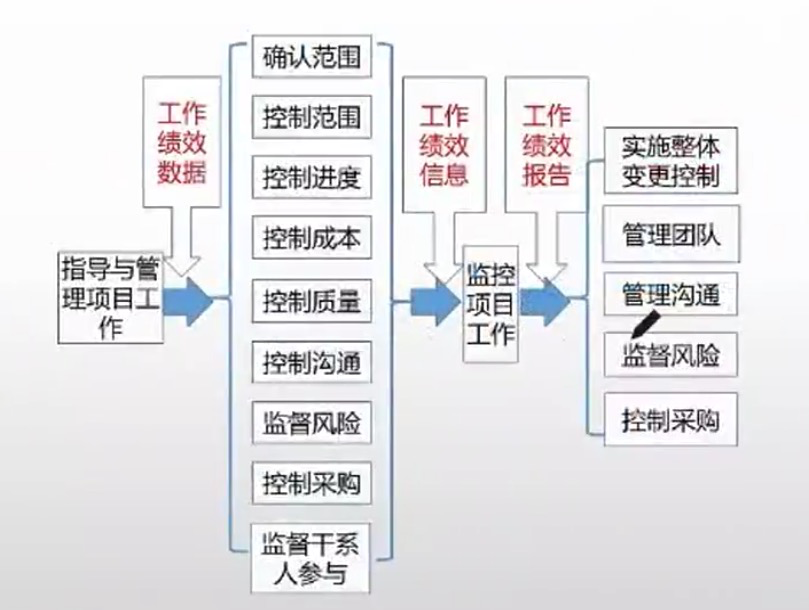 指导与管
理项目工
作
工作
绩效
数据
确认范围
控制范围
控制进度
控制成本
控制质量
控制沟通
监督风险
控制采购
监督干系
人参与
工作
绩效
信息
监控
项目
工作
工作
绩效
报告
实施整体
变更控制
管理团队
管理沟通
监督风险
控制采购